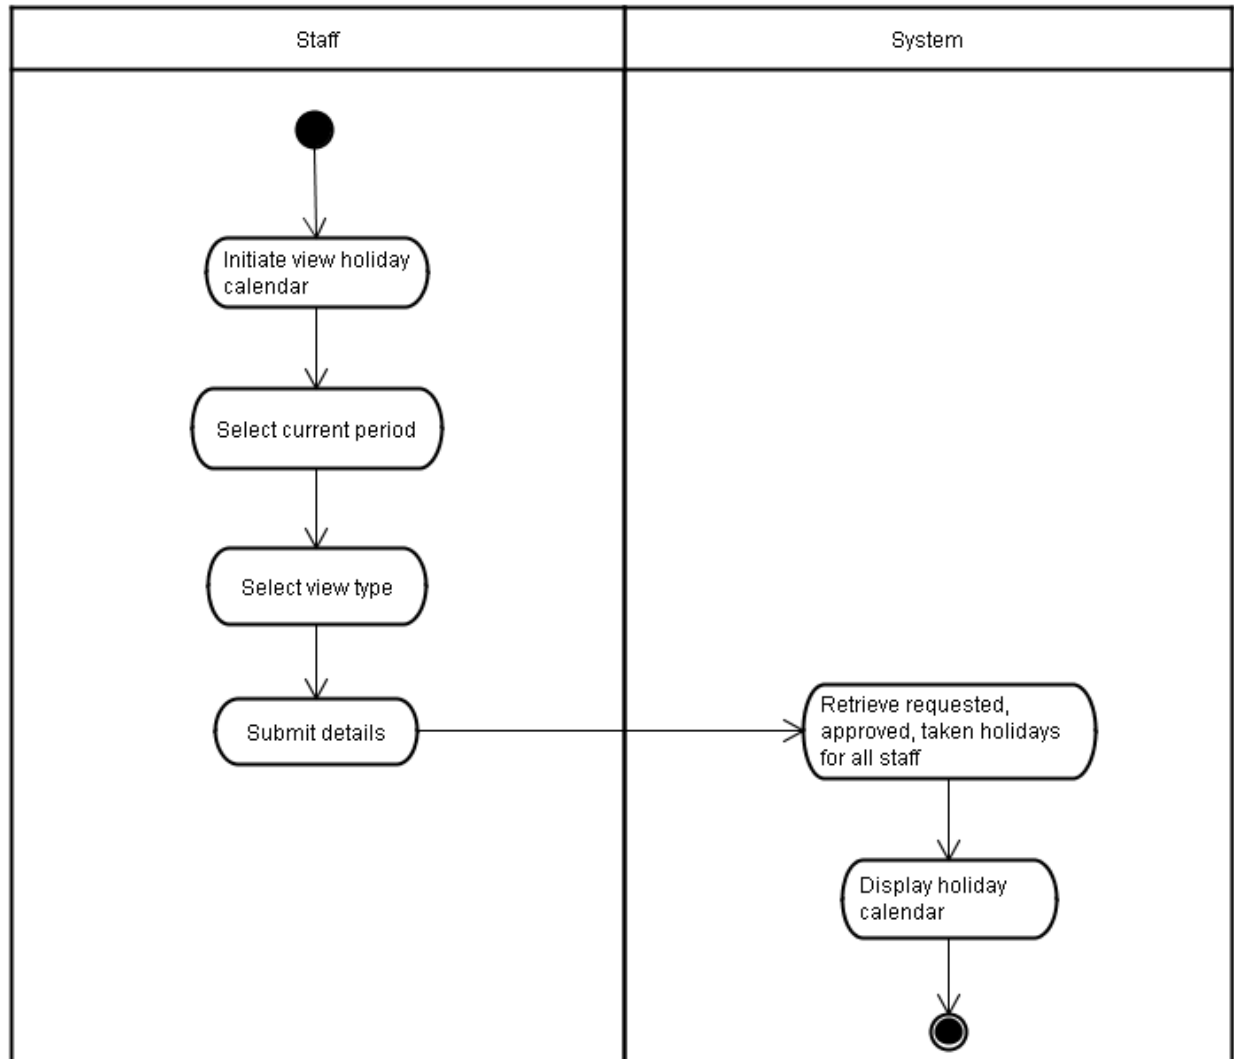 Staff
System
Initiate view holiday
calendar
Select current period
Select view type
Submit details
Retrieve requested,
approved, taken holidays
for all staff
Display holiday
calendar